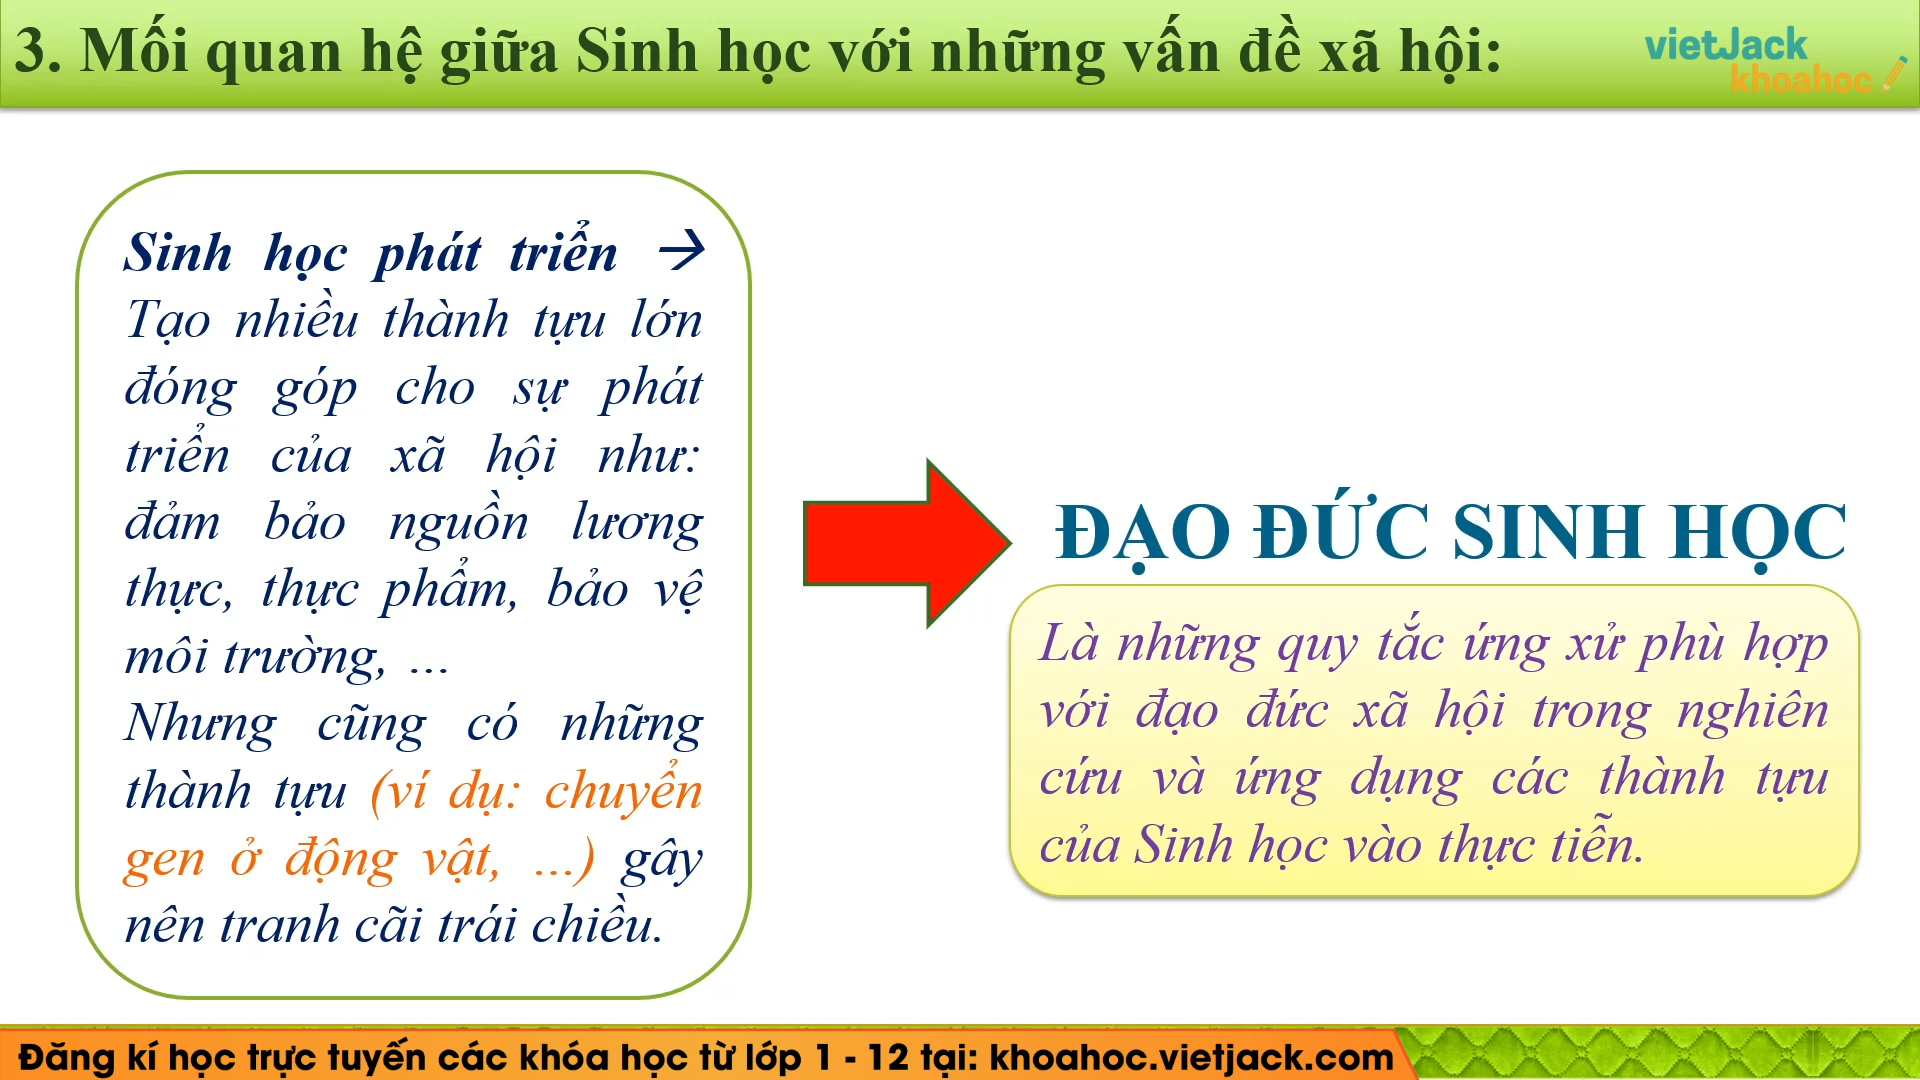 3. Mối quan hệ giữa Sinh học với những vấn đề xã hội:
vietJack
khoahoc
Sinh học phát triển →
Tạo nhiều thành tựu lớn
đóng góp cho sự phát
triển của xã hội như:
đảm bảo nguồn lương
thực, thực phẩm, bảo vệ
môi trường, ...
Nhưng cũng có những
thành tựu (ví dụ: chuyển
gen ở động vật, ...) gây
nên tranh cãi trái chiều.
ĐẠO ĐỨC SINH HỌC
Là những quy tắc ứng xử phù hợp
với đạo đức xã hội trong nghiên
cứu và ứng dụng các thành tựu
của Sinh học vào thực tiễn.
Đăng kí học trực tuyến các khóa học từ lớp 1 - 12 tại: khoahoc.vietjack.com